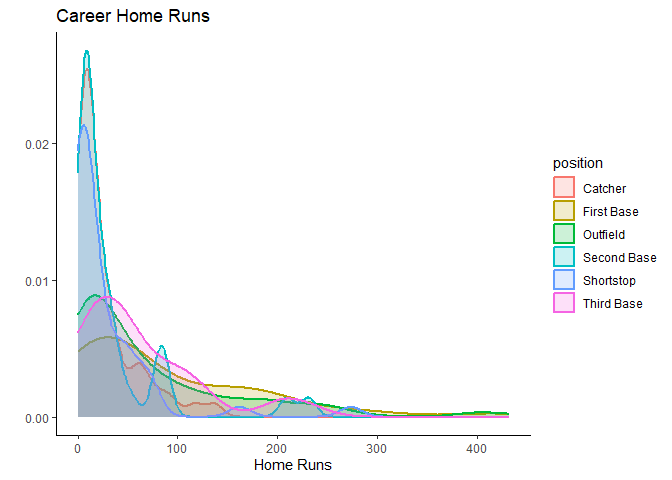 Career Home Runs
0.02
0.01
0.00
0
100
200
300
400
Home Runs
position
Catcher
First Base
Outfield
Second Base
Shortstop
Third Base